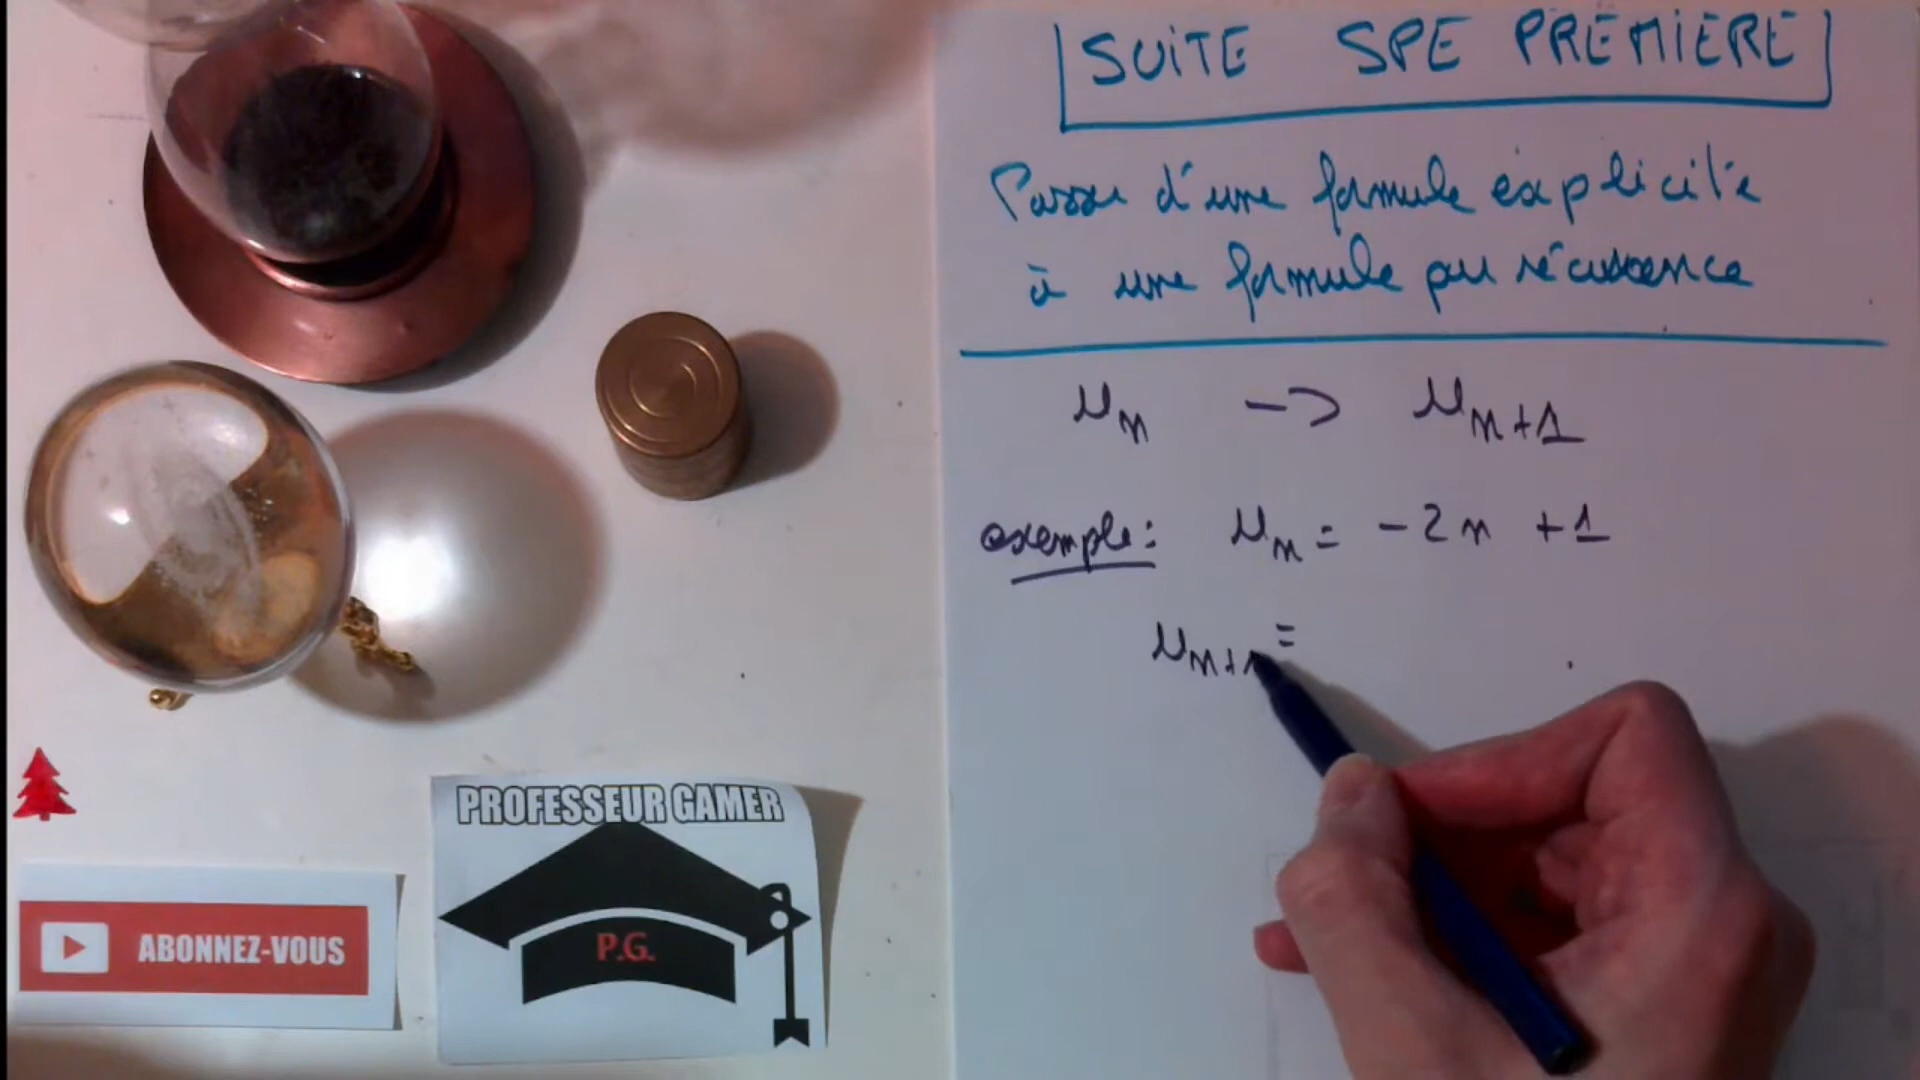 SUITE SPE PREMIERE
Passer d'une formule explicite
à une formule par récurrence
un -> un+1
exemple: un = -2n +1
un+1 =
PROFESSEUR GAMER
P.G.
ABONNEZ-VOUS